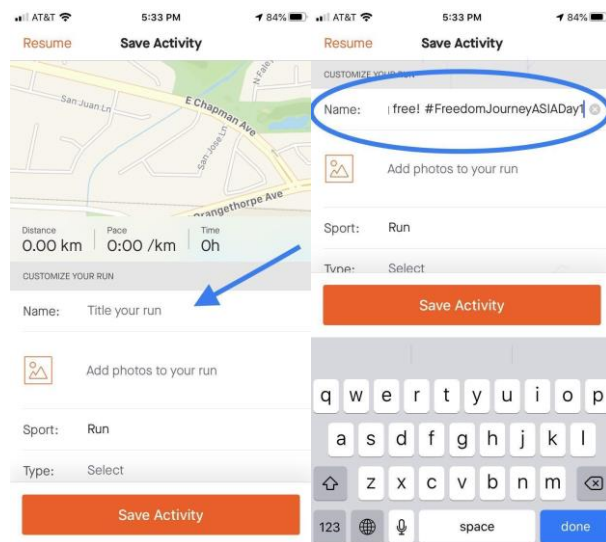 AT&T 5:33 PM 84%
Resume Save Activity
San Juan Ln
E Chapman Ave
San Jose Ln
Orangethorpe Ave
Distance Pace Time
0.00 km 0:00 /km 0h
CUSTOMIZE YOUR RUN
Name: Title your run
Add photos to your run
Sport: Run
Type: Select
Save Activity
AT&T 5:33 PM 84%
Resume Save Activity
CUSTOMIZE YOUR RUN
Name: free! #FreedomJourneyASIADay1
Add photos to your run
Sport: Run
Type: Select
Save Activity
q w e r t y u i o p
a s d f g h j k l
z x c v b n m
123 space done